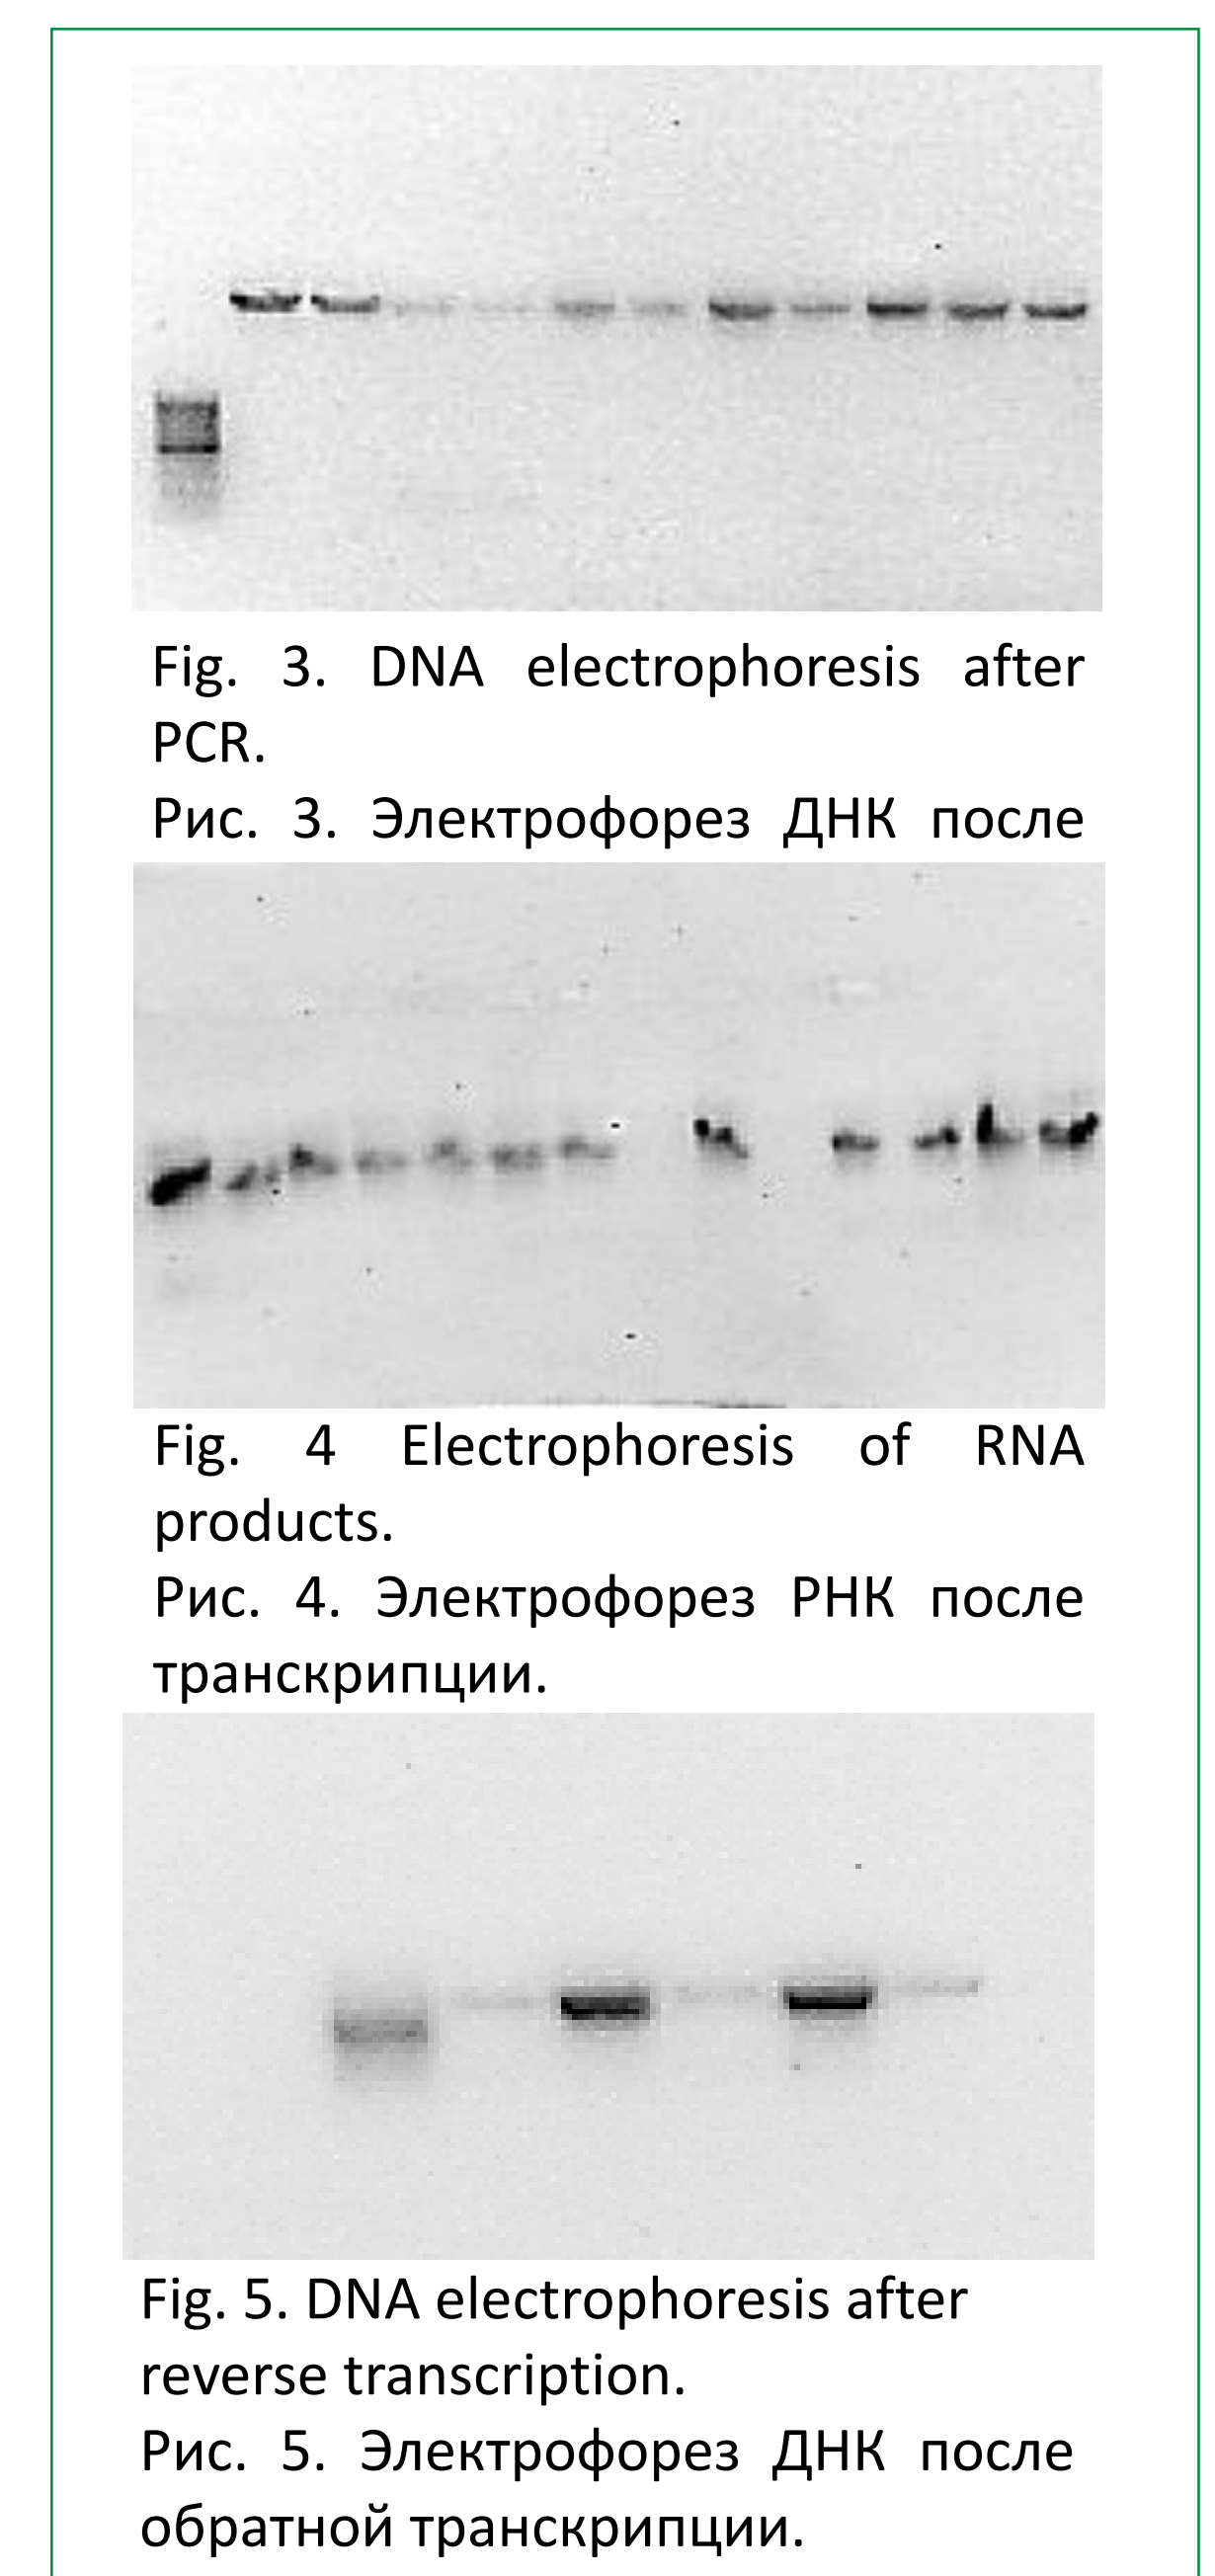 Fig. 3. DNA electrophoresis after
PCR.
Рис. 3. Электрофорез ДНК после
Fig. 4 Electrophoresis of RNA
products.
Рис. 4. Электрофорез РНК после
транскрипции.
Fig. 5. DNA electrophoresis after
reverse transcription.
Рис. 5. Электрофорез ДНК после
обратной транскрипции.